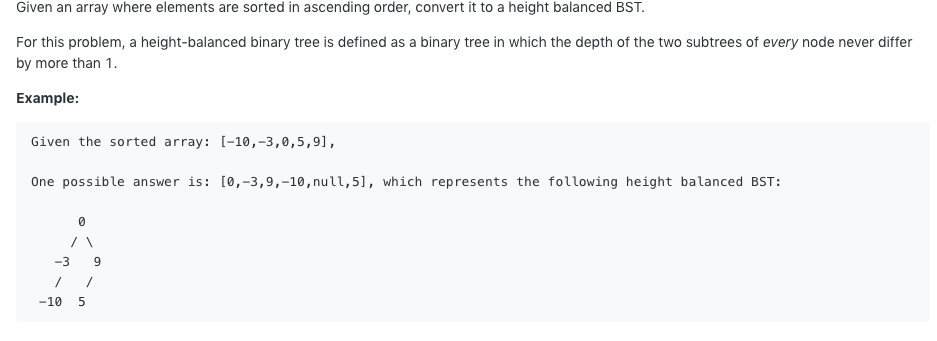 Given an array where elements are sorted in ascending order, convert it to a height balanced BST.
For this problem, a height-balanced binary tree is defined as a binary tree in which the depth of the two subtrees of every node never differ
by more than 1.
Example:
Given the sorted array: [-10,-3,0,5,9],
One possible answer is: [0,-3,9,-10,null,5], which represents the following height balanced BST:
0
/ \
-3 9
/ /
-10 5